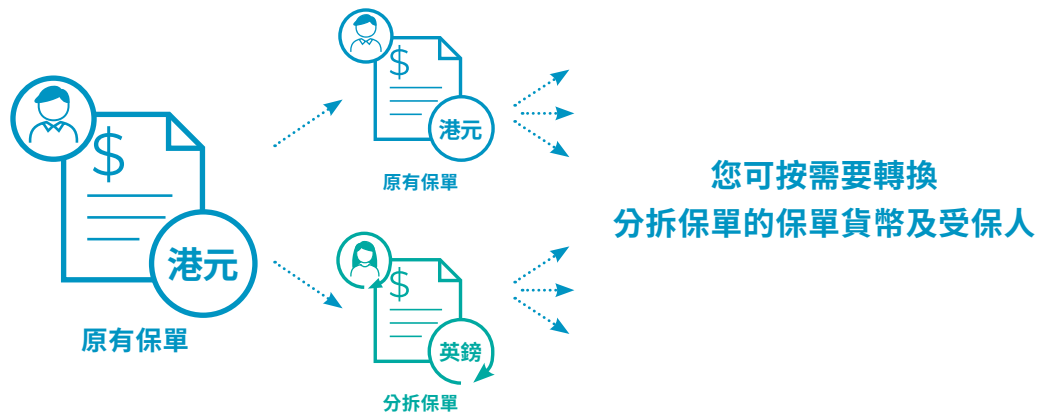 $
港元
原有保單
$
港元
原有保單
$
英鎊
分拆保單
您可按需要轉換
分拆保單的保單貨幣及受保人